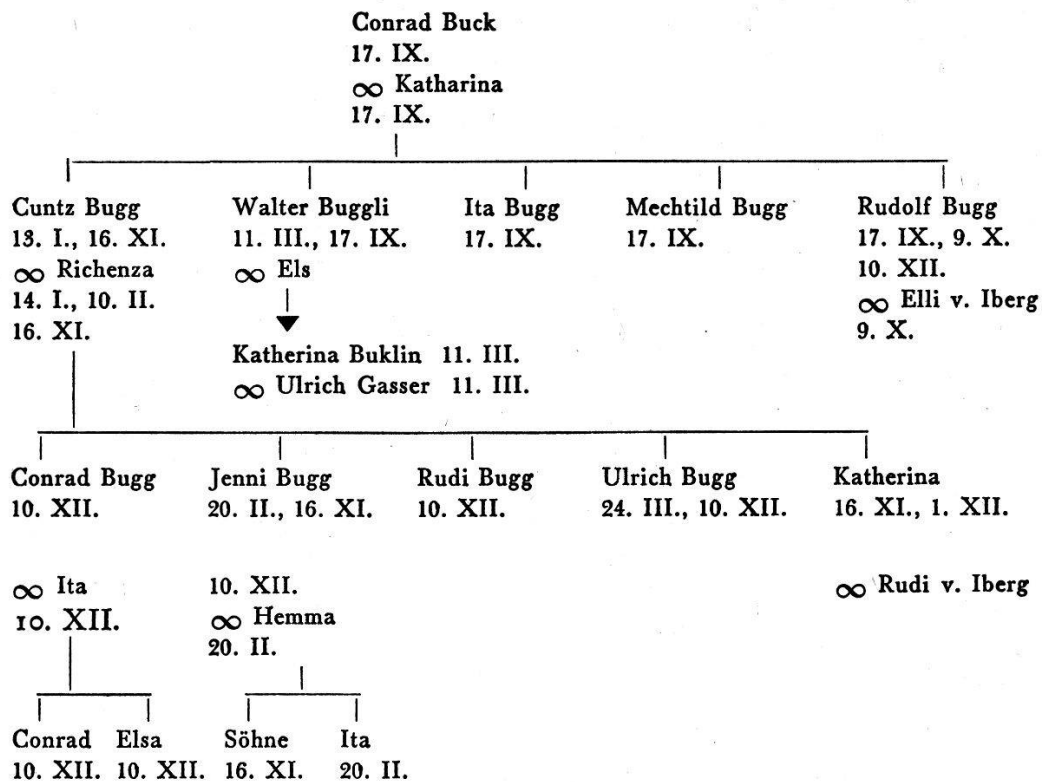 Conrad Buck
17. IX.
∞ Katharina
17. IX.
Cuntz Bugg Walter Buggli Ita Bugg Mechtild Bugg Rudolf Bugg
13. I., 16. XI. 11. III., 17. IX. 17. IX. 17. IX. 17. IX., 9. X.
∞ Richenza ∞ Els 10. XII.
14. I., 10. II. ∞ Elli v. Iberg
16. XI. 9. X.
Katherina Buklin 11. III.
∞ Ulrich Gasser 11. III.
Conrad Bugg Jenni Bugg Rudi Bugg Ulrich Bugg Katherina
10. XII. 20. II., 16. XI. 10. XII. 24. III., 10. XII. 16. XI., 1. XII.
∞ Ita 10. XII. ∞ Rudi v. Iberg
10. XII. ∞ Hemma
20. II.
Conrad Elsa Söhne Ita
10. XII. 10. XII. 16. XI. 20. II.